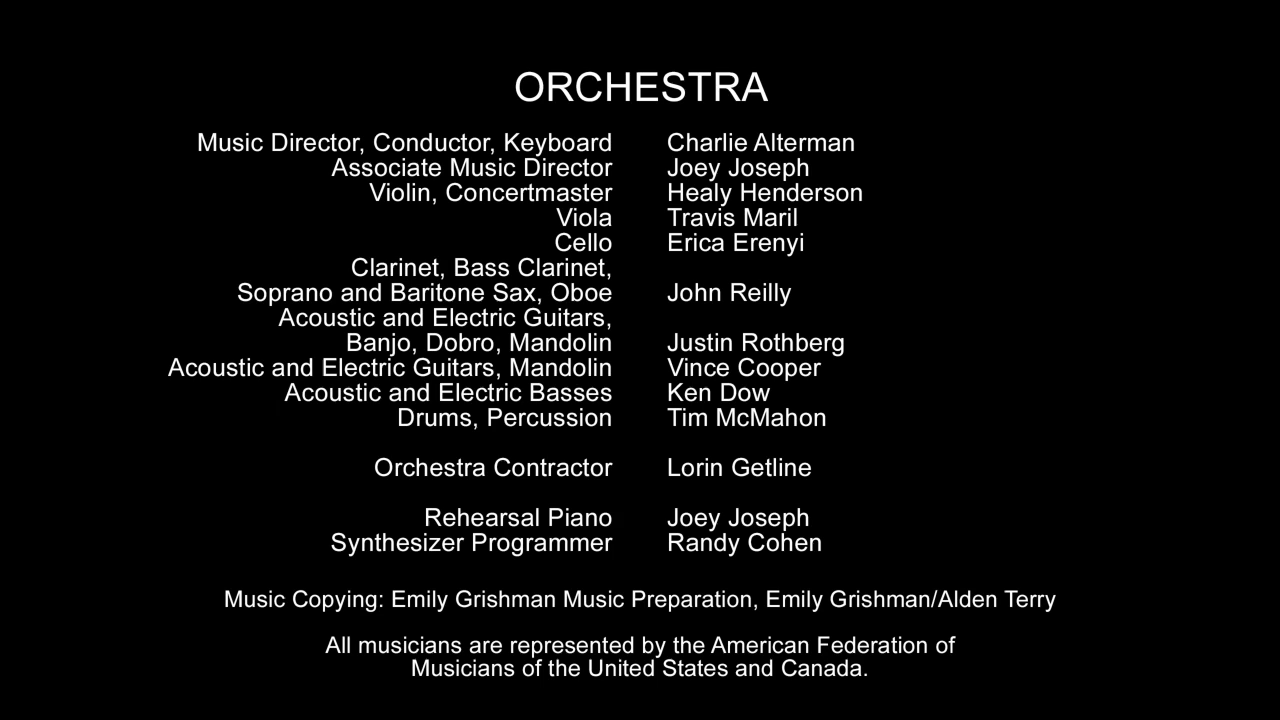 ORCHESTRA
Music Director, Conductor, Keyboard Charlie Alterman
Associate Music Director Joey Joseph
Violin, Concertmaster Healy Henderson
Viola Travis Maril
Cello Erica Erenyi
Clarinet, Bass Clarinet,
Soprano and Baritone Sax, Oboe John Reilly
Acoustic and Electric Guitars,
Banjo, Dobro, Mandolin Justin Rothberg
Acoustic and Electric Guitars, Mandolin Vince Cooper
Acoustic and Electric Basses Ken Dow
Drums, Percussion Tim McMahon
Orchestra Contractor Lorin Getline
Rehearsal Piano Joey Joseph
Synthesizer Programmer Randy Cohen
Music Copying: Emily Grishman Music Preparation, Emily Grishman/Alden Terry
All musicians are represented by the American Federation of
Musicians of the United States and Canada.